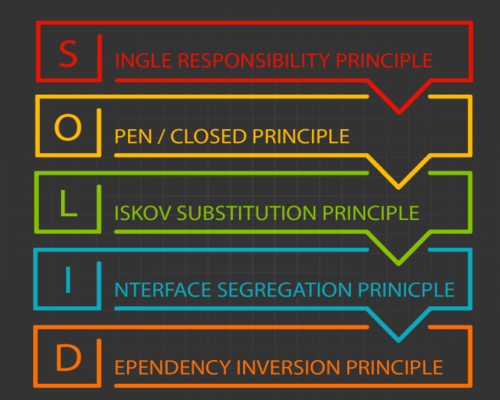 S INGLE RESPONSIBILITY PRINCIPLE
O PEN / CLOSED PRINCIPLE
L ISKOV SUBSTITUTION PRINCIPLE
I NTERFACE SEGREGATION PRINICPLE
D EPENDENCY INVERSION PRINCIPLE